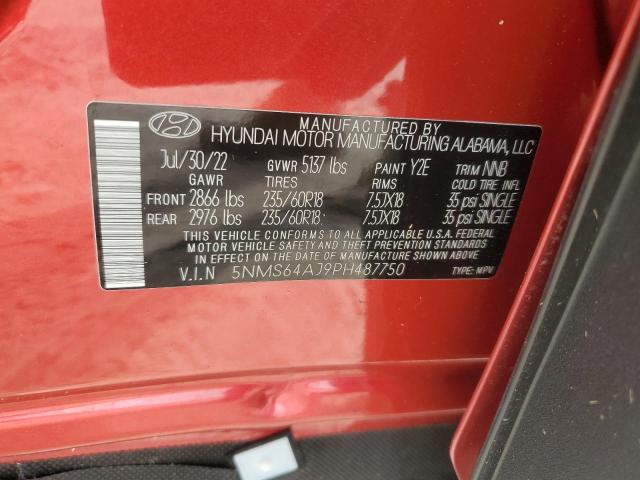 MANUFACTURED BY
HYUNDAI MOTOR MANUFACTURING ALABAMA, LLC
Jul/30/22 GVWR 5137 lbs PAINT Y2E TRIM NNB
GAWR TIRES RIMS COLD TIRE INFL
FRONT 2866 lbs 235/60R18 7.5JX18 35 psi SINGLE
REAR 2976 lbs 235/60R18 7.5JX18 35 psi SINGLE
THIS VEHICLE CONFORMS TO ALL APPLICABLE U.S.A. FEDERAL
MOTOR VEHICLE SAFETY AND THEFT PREVENTION STANDARDS
IN EFFECT ON THE DATE OF MANUFACTURE SHOWN ABOVE.
V.I.N 5NMS64AJ9PH487750 TYPE: MPV